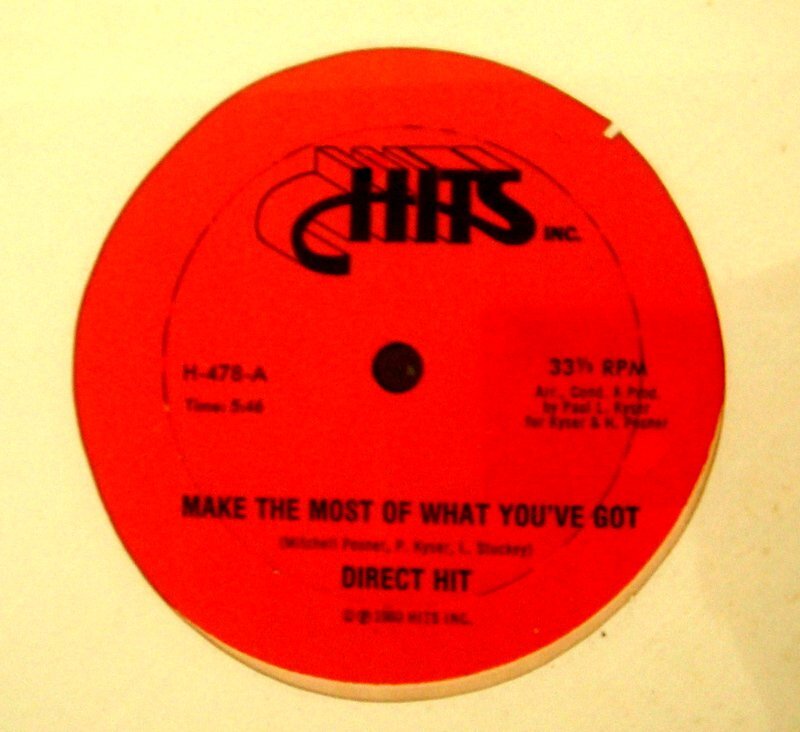 HITS INC.
H-478-A
Time: 5:46
33⅓ RPM
Arr., Cond. & Prod.
by Paul L. Kyser
for Kyser & H. Posner
MAKE THE MOST OF WHAT YOU'VE GOT
(Mitchell Posner, P. Kyser, L. Stuckey)
DIRECT HIT
HITS INC.